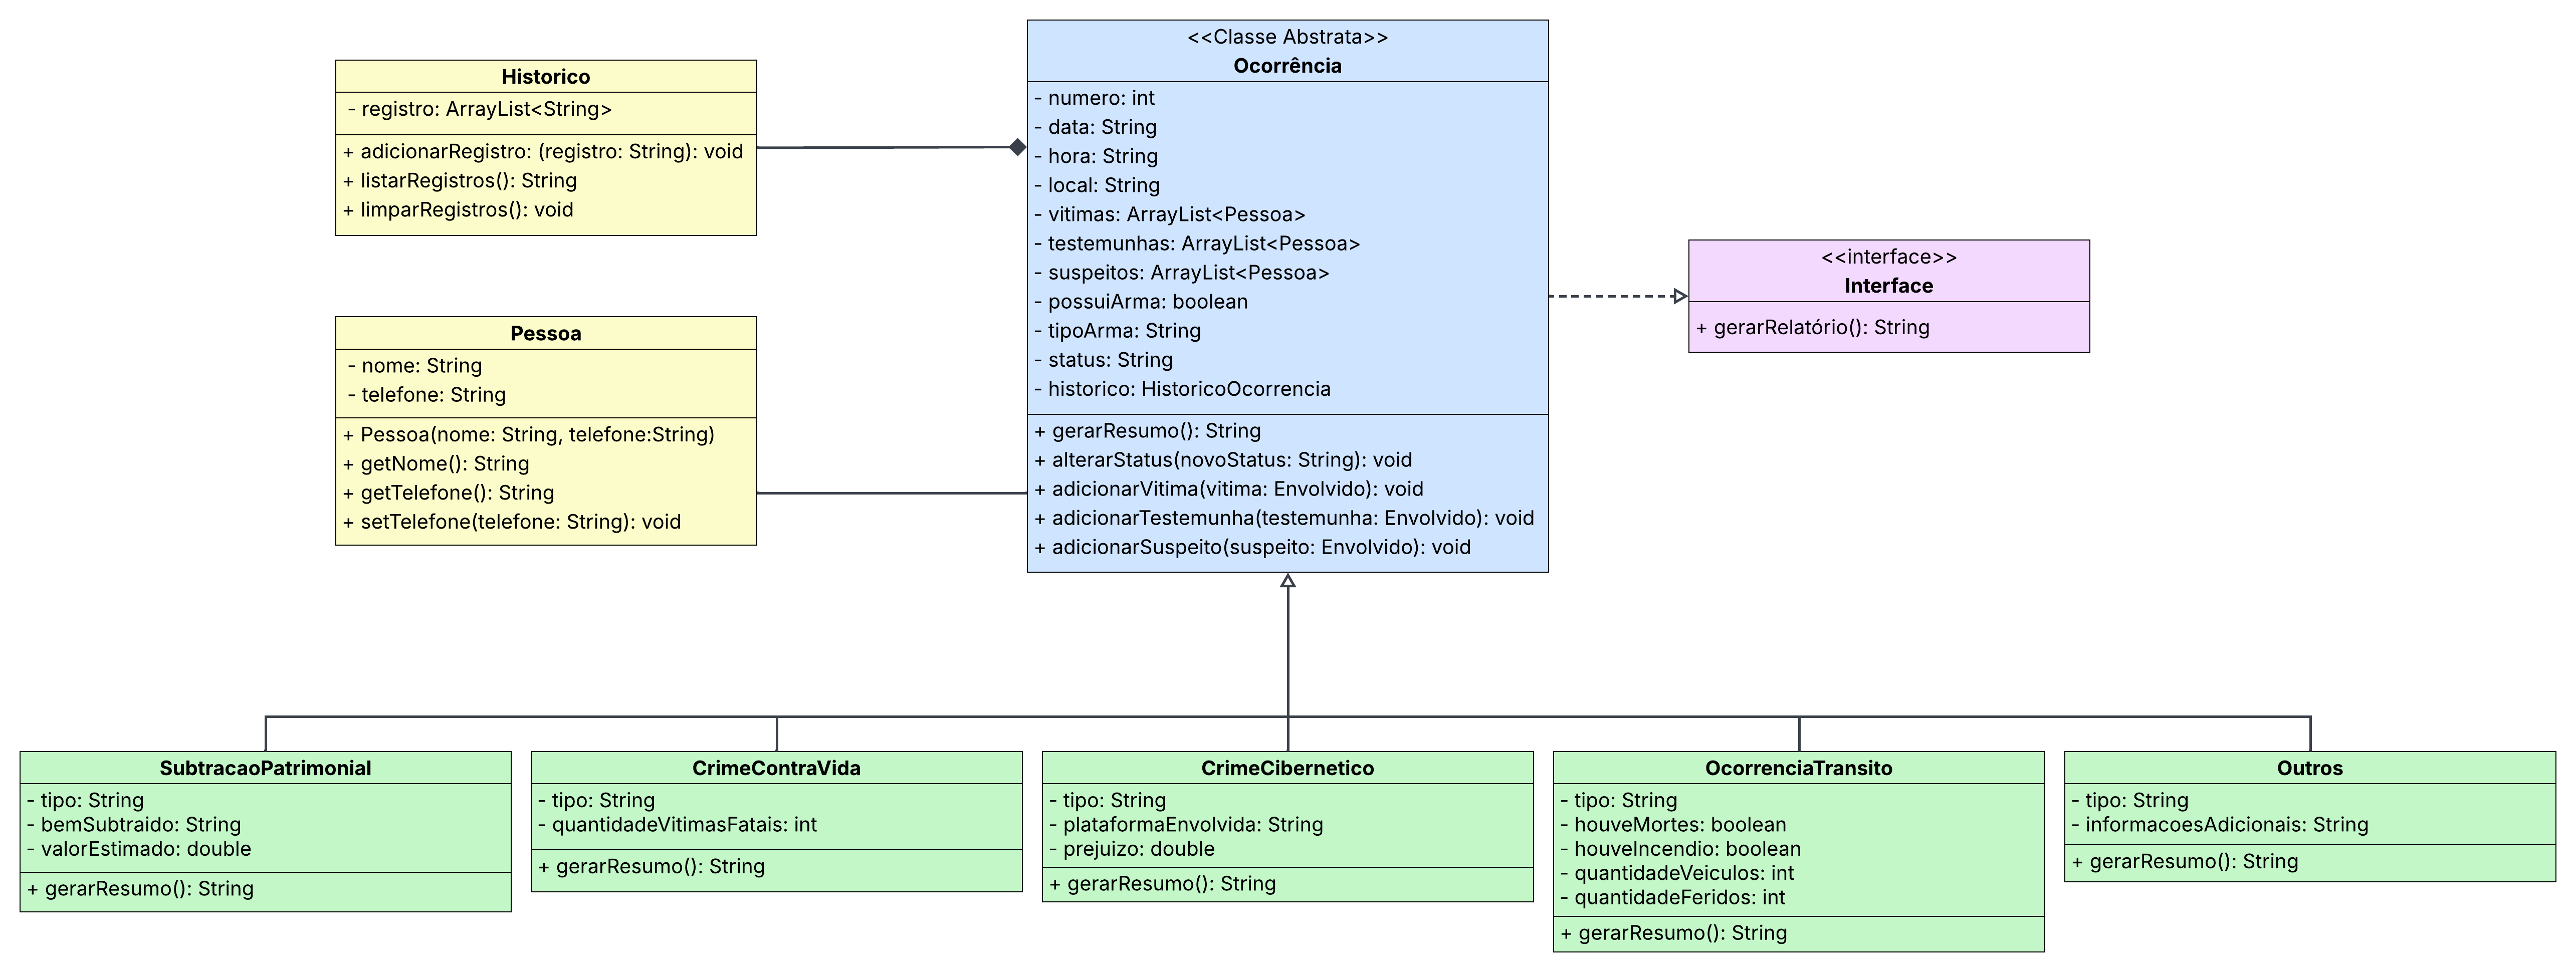 Historico
- registro: ArrayList<String>
+ adicionarRegistro: (registro: String): void
+ listarRegistros(): String
+ limparRegistros(): void
Pessoa
- nome: String
- telefone: String
+ Pessoa(nome: String, telefone:String)
+ getNome(): String
+ getTelefone(): String
+ setTelefone(telefone: String): void
<<Classe Abstrata>>
Ocorrência
- numero: int
- data: String
- hora: String
- local: String
- vitimas: ArrayList<Pessoa>
- testemunhas: ArrayList<Pessoa>
- suspeitos: ArrayList<Pessoa>
- possuiArma: boolean
- tipoArma: String
- status: String
- historico: HistoricoOcorrencia
+ gerarResumo(): String
+ alterarStatus(novoStatus: String): void
+ adicionarVitima(vitima: Envolvido): void
+ adicionarTestemunha(testemunha: Envolvido): void
+ adicionarSuspeito(suspeito: Envolvido): void
<<interface>>
Interface
+ gerarRelatório(): String
SubtracaoPatrimonial
- tipo: String
- bemSubtraido: String
- valorEstimado: double
+ gerarResumo(): String
CrimeContraVida
- tipo: String
- quantidadeVitimasFatais: int
+ gerarResumo(): String
CrimeCibernetico
- tipo: String
- plataformaEnvolvida: String
- prejuizo: double
+ gerarResumo(): String
OcorrenciaTransito
- tipo: String
- houveMortes: boolean
- houveIncendio: boolean
- quantidadeVeiculos: int
- quantidadeFeridos: int
+ gerarResumo(): String
Outros
- tipo: String
- informacoesAdicionais: String
+ gerarResumo(): String